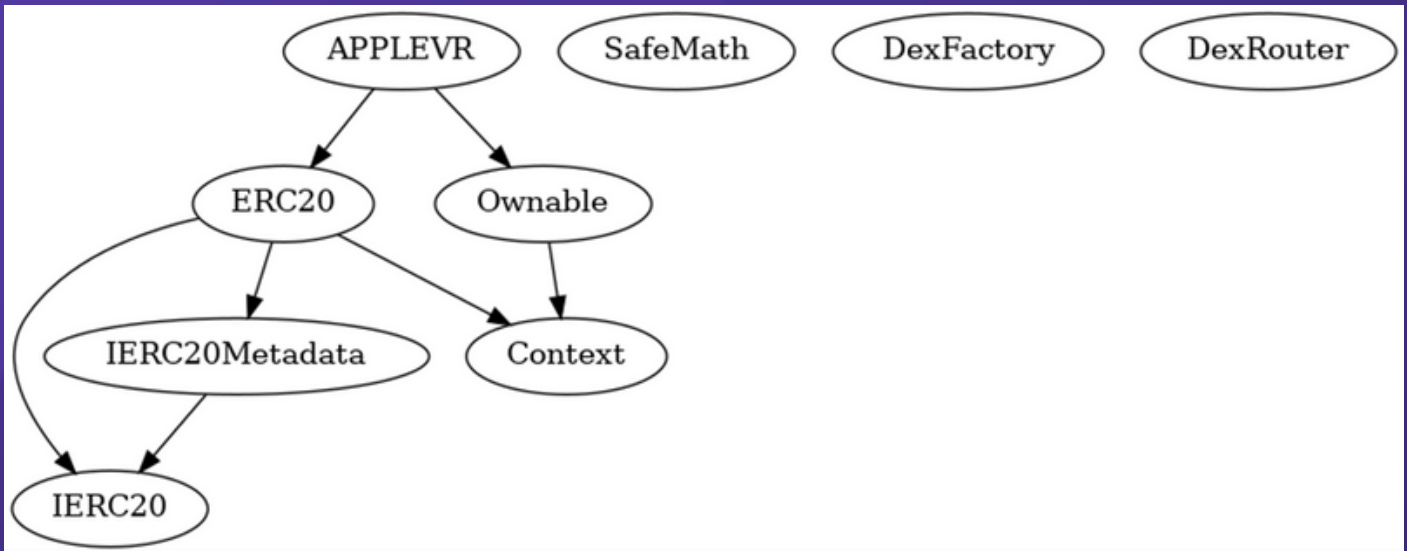 APPLEVR
SafeMath
DexFactory
DexRouter
ERC20
Ownable
IERC20Metadata
Context
IERC20